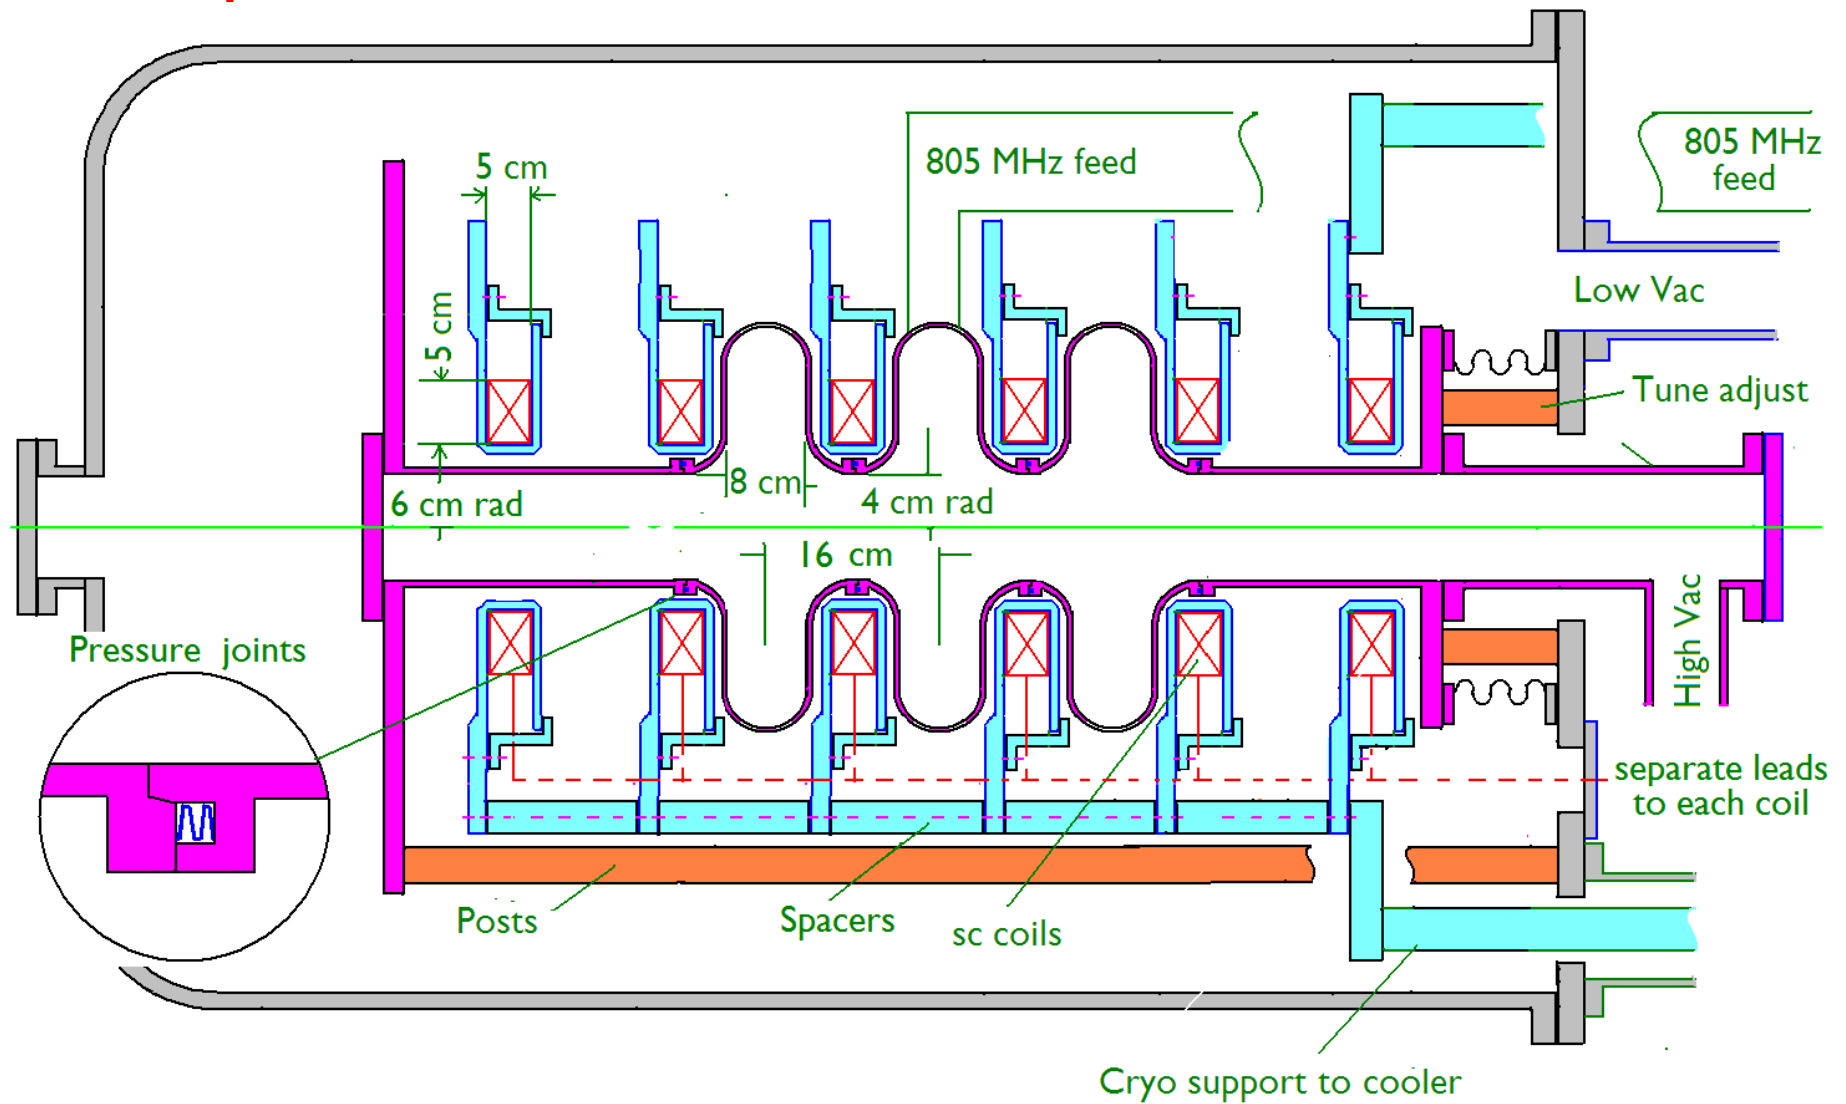 5 cm
805 MHz feed
805 MHz
feed
5 cm
Low Vac
Tune adjust
8 cm
6 cm rad
4 cm rad
16 cm
High Vac
Pressure joints
separate leads
to each coil
Posts
Spacers
sc coils
Cryo support to cooler